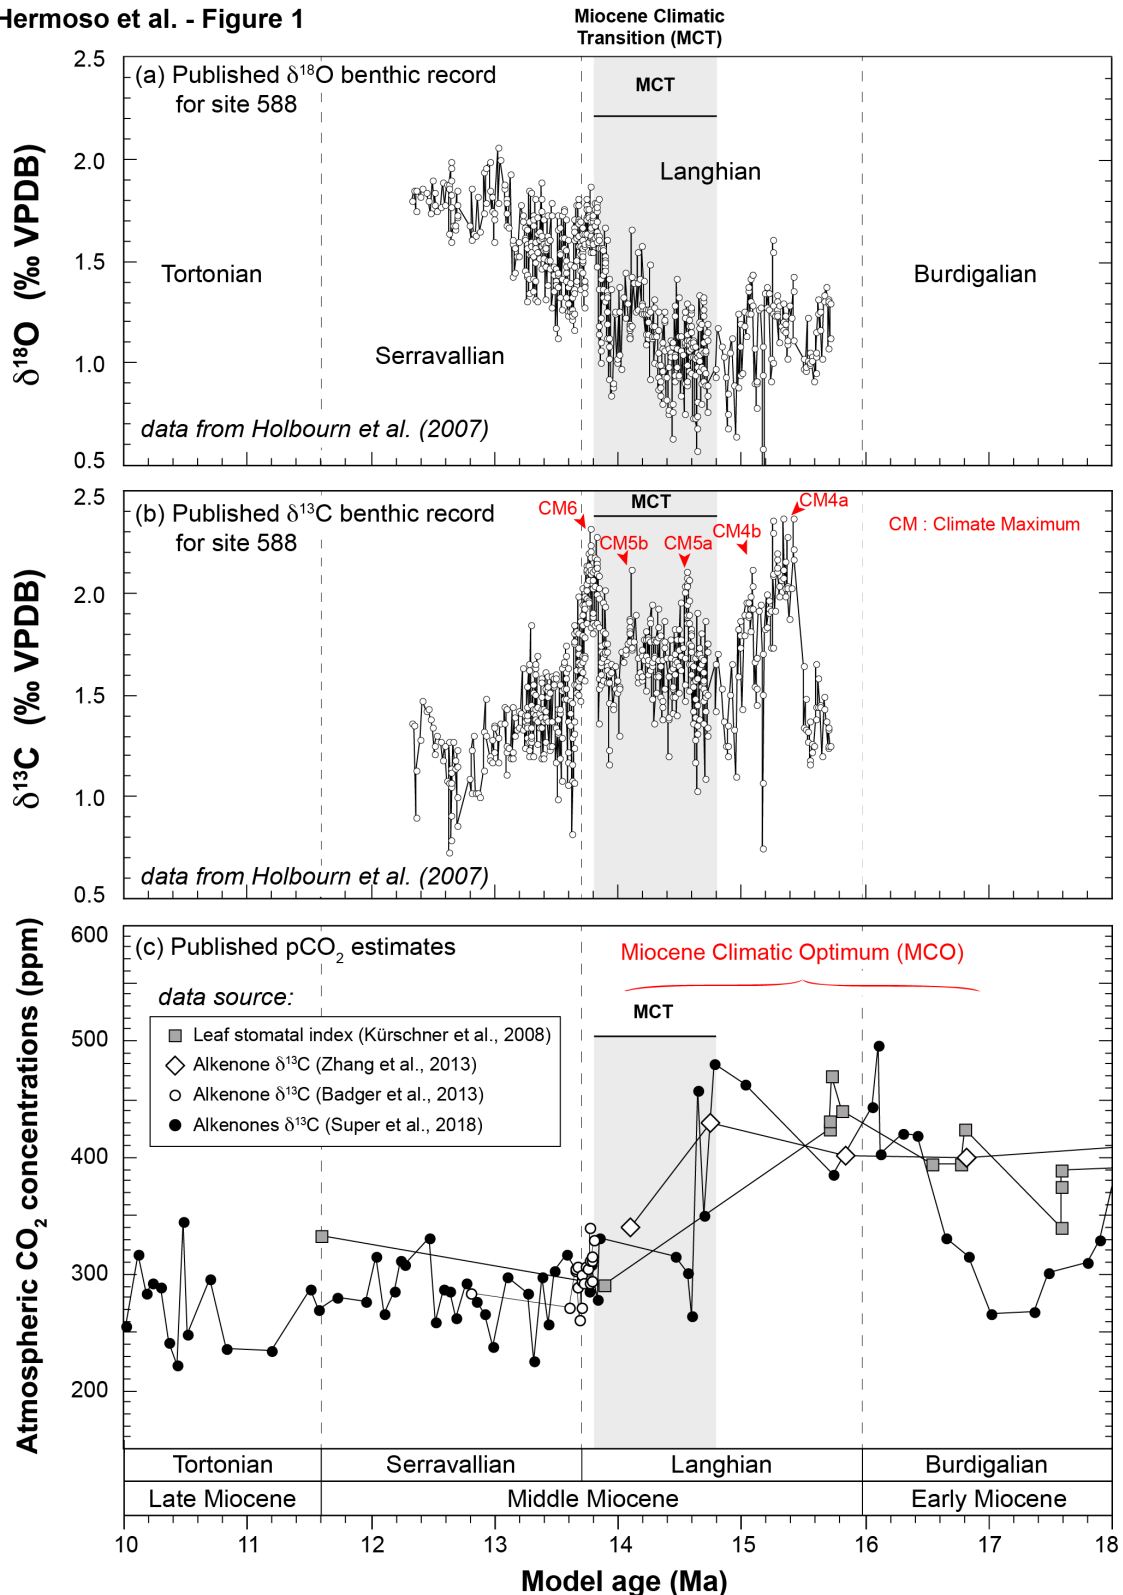 Hermoso et al. - Figure 1
Miocene Climatic
Transition (MCT)
2.5
2.0
1.5
1.0
0.5
δ18O (‰ VPDB)
(a) Published δ18O benthic record
for site 588
MCT
Langhian
Tortonian
Burdigalian
Serravallian
data from Holbourn et al. (2007)
2.5
2.0
1.5
1.0
0.5
δ13C (‰ VPDB)
(b) Published δ13C benthic record
for site 588
MCT
CM6
CM5b
CM5a
CM4b
CM4a
CM : Climate Maximum
data from Holbourn et al. (2007)
600
500
400
300
200
Atmospheric CO2 concentrations (ppm)
(c) Published pCO2 estimates
Miocene Climatic Optimum (MCO)
MCT
data source:
Leaf stomatal index (Kürschner et al., 2008)
Alkenone δ13C (Zhang et al., 2013)
Alkenone δ13C (Badger et al., 2013)
Alkenones δ13C (Super et al., 2018)
Tortonian Serravallian Langhian Burdigalian
Late Miocene Middle Miocene Early Miocene
10 12 13 14 15 16 17 18
Model age (Ma)